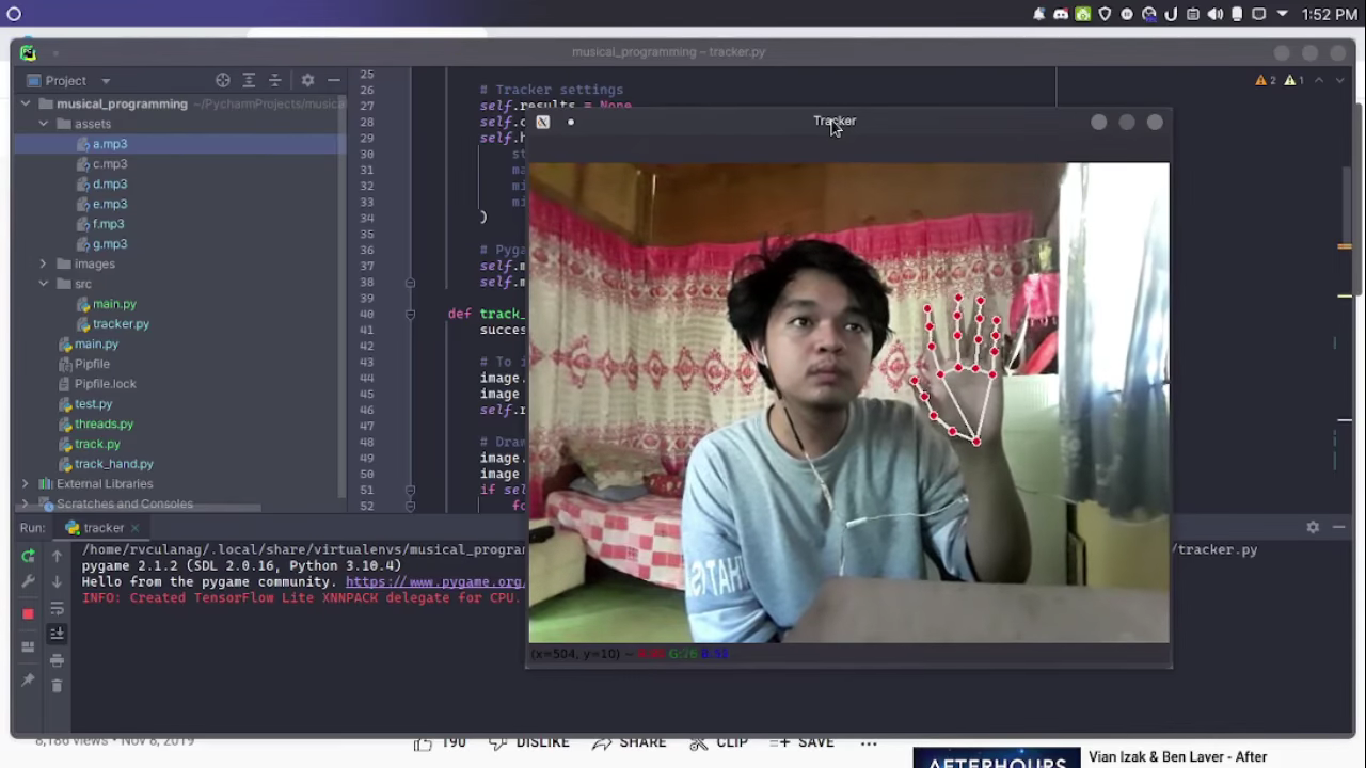 1:52 PM
musical_programming – tracker.py
Project
musical_programming ~/PycharmProjects/musica
assets
a.mp3
c.mp3
d.mp3
e.mp3
f.mp3
g.mp3
images
src
main.py
tracker.py
main.py
Pipfile
Pipfile.lock
test.py
threads.py
track.py
track_hand.py
External Libraries
Scratches and Consoles
25
26 # Tracker settings
27 self.results = None
28 self.c
29 self.h
30 st
31 ma
32 mi
33 mi
34 )
35
36 # Pyga
37 self.m
38 self.m
39
40 def track_
41 succes
42
43 # To i
44 image.
45 image
46 self.r
47
48 # Draw
49 image.
50 image
51 if sel
52 fo
2 1
Tracker
(x=504, y=10) ~ G:26 B:52
Run: tracker
/home/rvculanag/.local/share/virtualenvs/musical_progra /tracker.py
pygame 2.1.2 (SDL 2.0.16, Python 3.10.4)
Hello from the pygame community. https://www.pygame.org
INFO: Created TensorFlow Lite XNNPACK delegate for CPU.
8,186 views • NOV 8, 2019
190 DISLIKE SHARE CLIP SAVE ...
AFTERHOURS
Vian Izak & Ben Laver - After